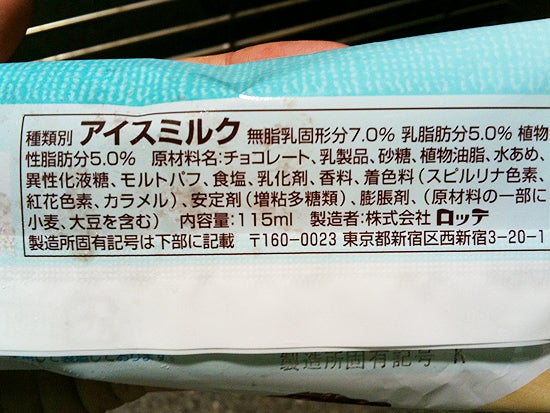 種類別 アイスミルク 無脂乳固形分7.0% 乳脂肪分5.0% 植物
性脂肪分5.0% 原材料名:チョコレート、乳製品、砂糖、植物油脂、水あめ、
異性化液糖、モルトパフ、食塩、乳化剤、香料、着色料(スピルリナ色素、
紅花色素、カラメル)、安定剤(増粘多糖類)、膨脹剤、(原材料の一部に
小麦、大豆を含む) 内容量:115ml 製造者:株式会社 ロッテ
製造所固有記号は下部に記載 〒160-0023 東京都新宿区西新宿3-20-1
製造所固有記号 K